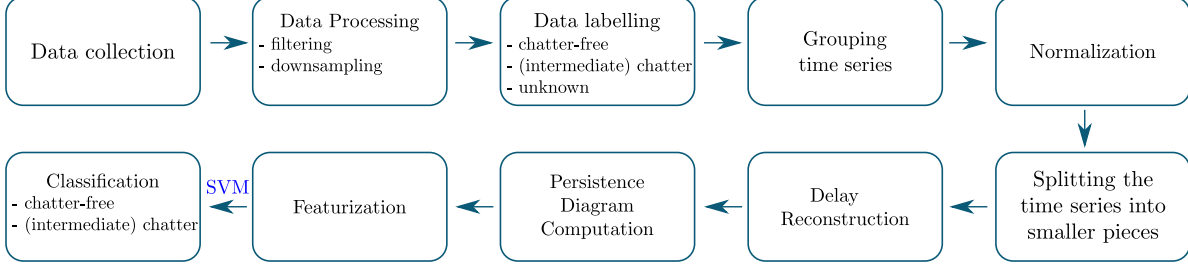 Data collection
Data Processing
- filtering
- downsampling
Data labelling
- chatter-free
- (intermediate) chatter
- unknown
Grouping
time series
Normalization
Splitting the
time series into
smaller pieces
Delay
Reconstruction
Persistence
Diagram
Computation
Featurization
SVM
Classification
- chatter-free
- (intermediate) chatter